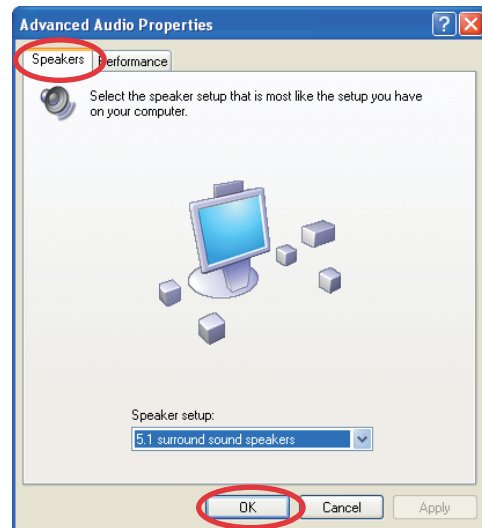 Advanced Audio Properties
Speakers Performance
Select the speaker setup that is most like the setup you have
on your computer.
Speaker setup:
5.1 surround sound speakers
OK Cancel Apply